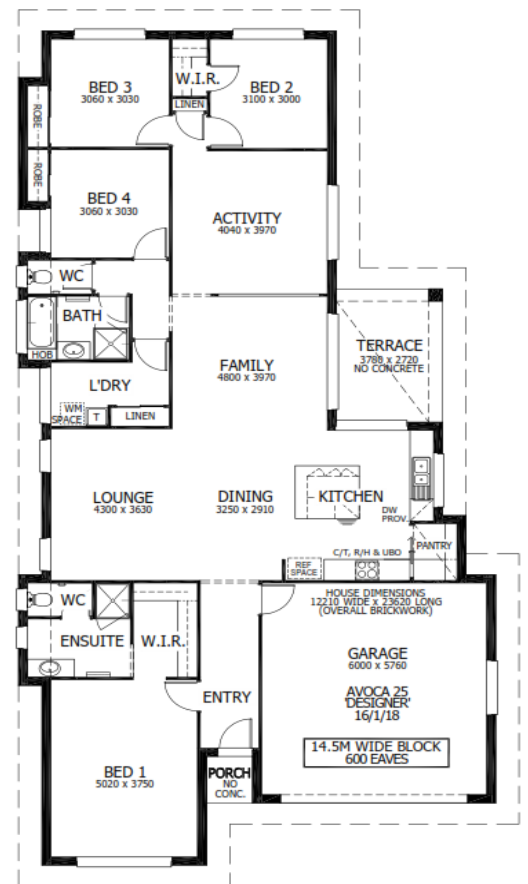 BED 3
3060 x 3030
W.I.R.
BED 2
3100 x 3000
LINEN
ROBE
ROBE
BED 4
3060 x 3030
ACTIVITY
4040 x 3970
WC
BATH
HOB
FAMILY
4800 x 3970
TERRACE
3780 x 2720
NO CONCRETE
L'DRY
WM
SPACE
T
LINEN
LOUNGE
4300 x 3630
DINING
3250 x 2910
KITCHEN
DW
PROV.
PANTRY
C/T, R/H & UBO
REF
SPACE
WC
ENSUITE
W.I.R.
HOUSE DIMENSIONS
12210 WIDE x 23620 LONG
(OVERALL BRICKWORK)
GARAGE
6000 x 5760
ENTRY
AVOCA 25
'DESIGNER'
16/1/18
14.5M WIDE BLOCK
600 EAVES
BED 1
5020 x 3750
PORCH
NO
CONC.